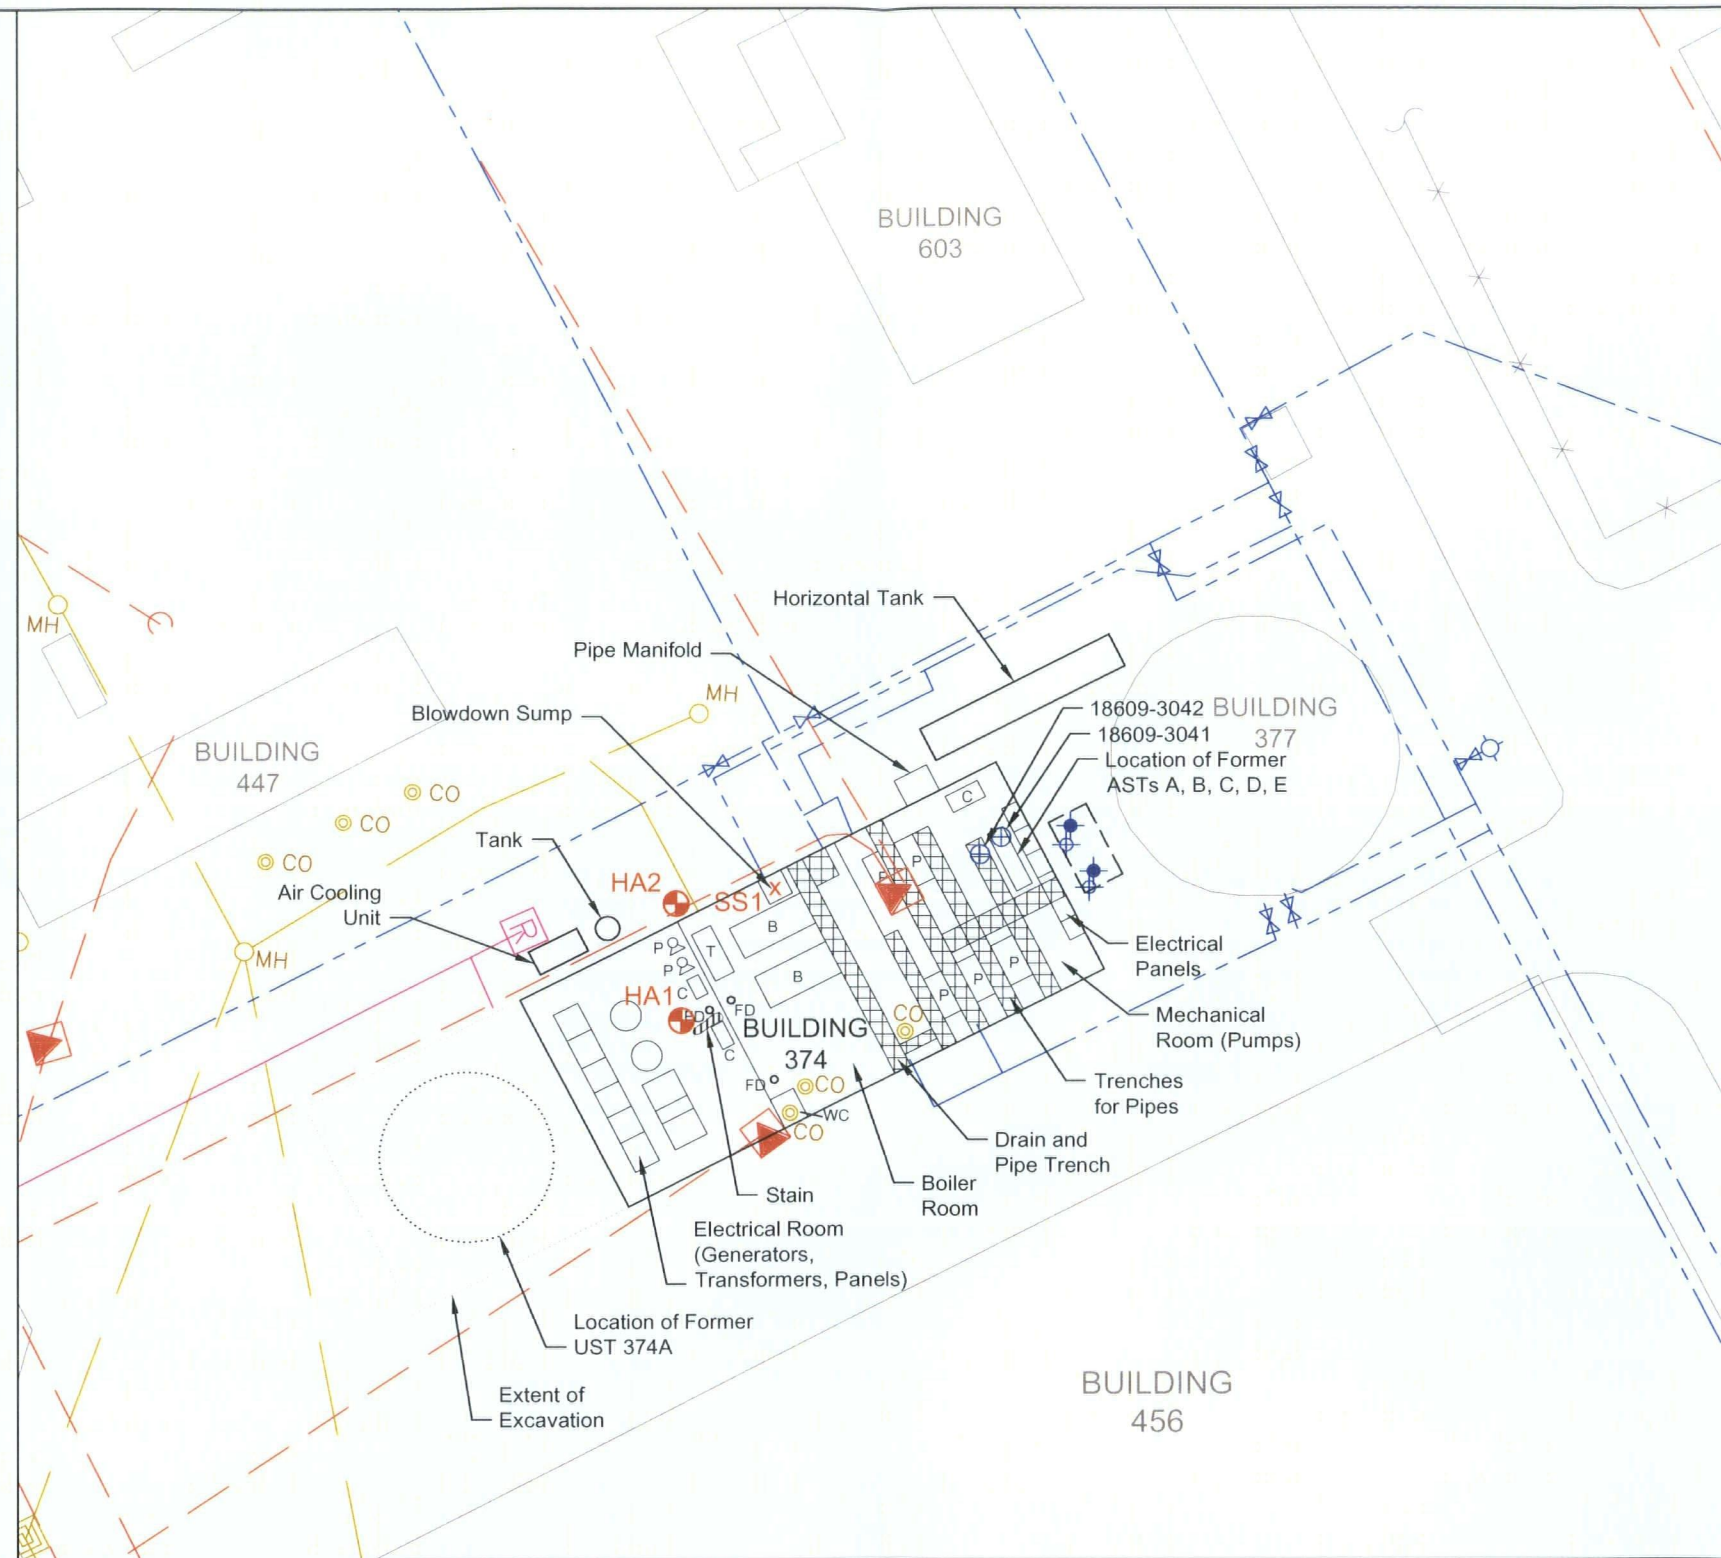 BUILDING
603
Horizontal Tank
MH
Pipe Manifold
MH
Blowdown Sump
18609-3042
BUILDING
377
18609-3041
Location of Former
ASTs A, B, C, D, E
BUILDING
447
CO
CO
CO
C
Tank
P
Air Cooling
Unit
HA2
SS1
R
B
MH
P
T
P
B
Electrical
Panels
P
P
P
C
HA1
FD
FD
CO
BUILDING
374
Mechanical
Room (Pumps)
C
FD
CO
WC
CO
Trenches
for Pipes
Drain and
Pipe Trench
Boiler
Room
Stain
Electrical Room
(Generators,
Transformers, Panels)
Location of Former
UST 374A
Extent of
Excavation
BUILDING
456